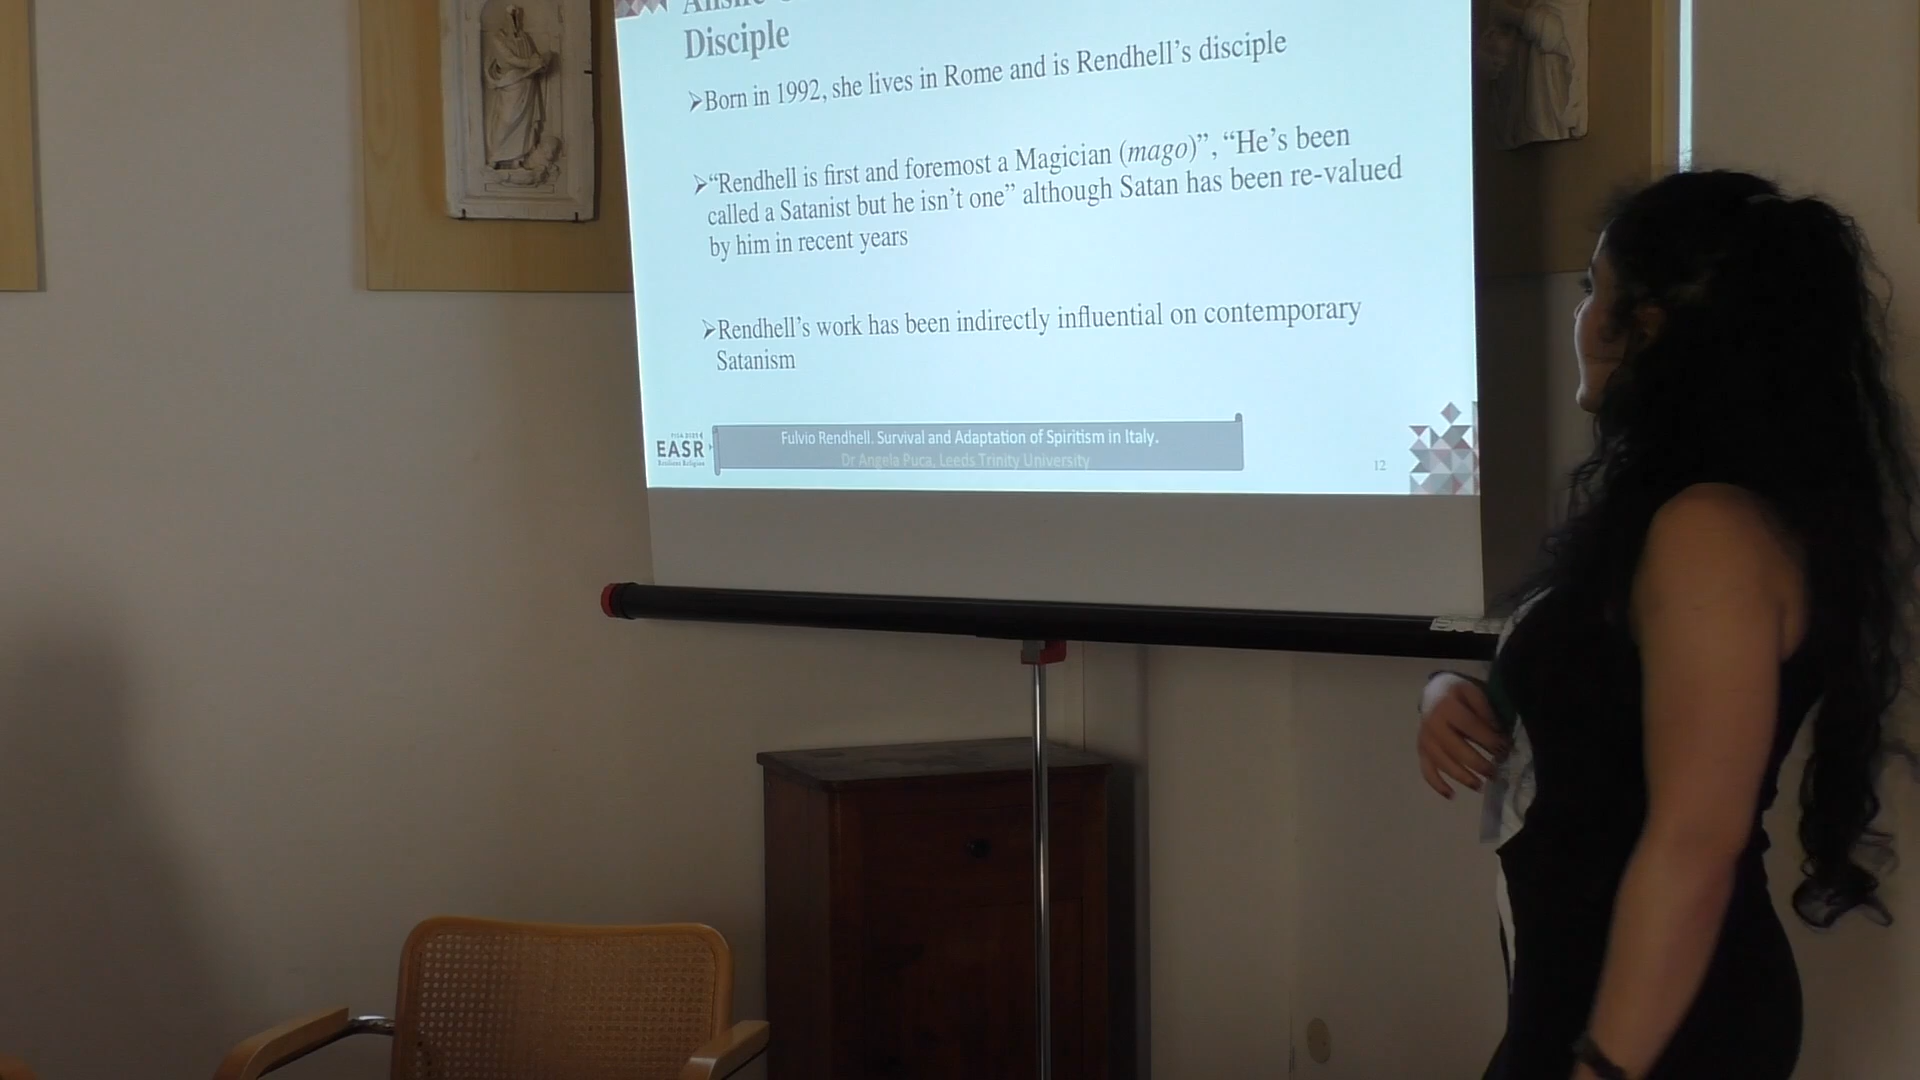 Disciple
➢Born in 1992, she lives in Rome and is Rendhell’s disciple
➢“Rendhell is first and foremost a Magician (mago)”, “He’s been
called a Satanist but he isn’t one” although Satan has been re-valued
by him in recent years
➢Rendhell’s work has been indirectly influential on contemporary
Satanism
EASR
Resilient Religion
Fulvio Rendhell. Survival and Adaptation of Spiritism in Italy.
Dr Angela Puca, Leeds Trinity University
12